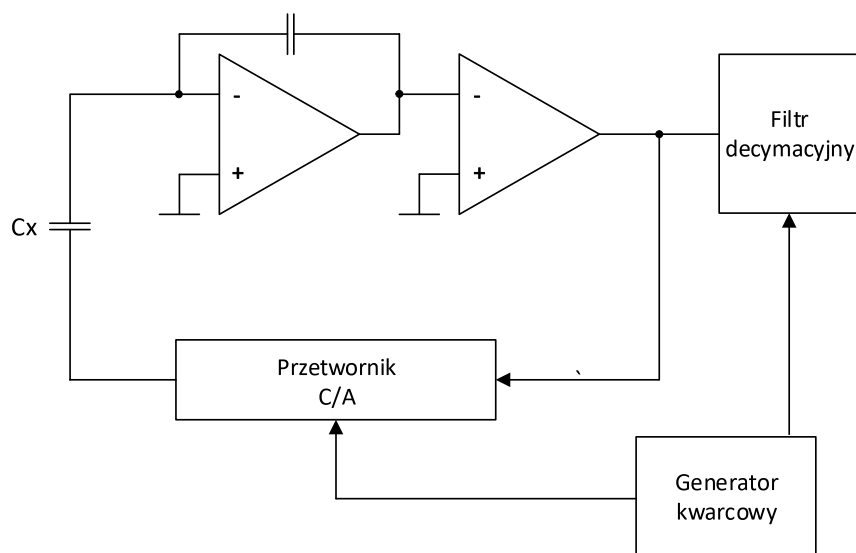 -
+
-
+
Filtr
decymacyjny
Cx
Przetwornik
C/A
`
Generator
kwarcowy